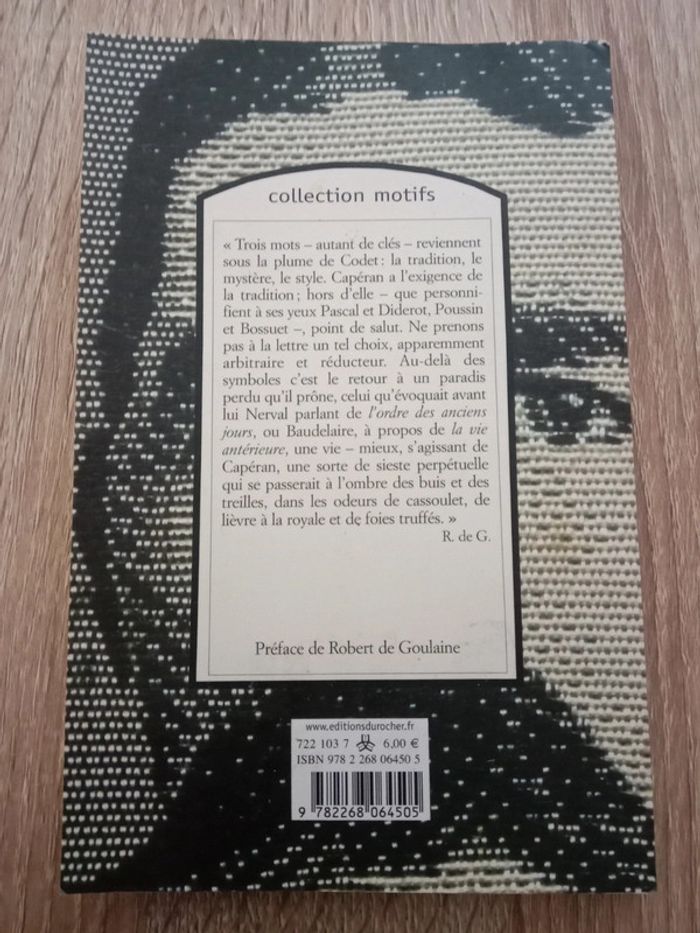 collection motifs
« Trois mots – autant de clés – reviennent
sous la plume de Codet : la tradition, le
mystère, le style. Capéran a l'exigence de
la tradition ; hors d'elle – que personni-
fient à ses yeux Pascal et Diderot, Poussin
et Bossuet –, point de salut. Ne prenons
pas à la lettre un tel choix, apparemment
arbitraire et réducteur. Au-delà des
symboles c'est le retour à un paradis
perdu qu'il prône, celui qu'évoquait avant
lui Nerval parlant de l'ordre des anciens
jours, ou Baudelaire, à propos de la vie
antérieure, une vie – mieux, s'agissant de
Capéran, une sorte de sieste perpétuelle
qui se passerait à l'ombre des buis et des
treilles, dans les odeurs de cassoulet, de
lièvre à la royale et de foies truffés. »
R. de G.
Préface de Robert de Goulaine
www.editionsdurocher.fr
722 103 7 6,00 €
ISBN 978 2 268 06450 5
9 782268 064505